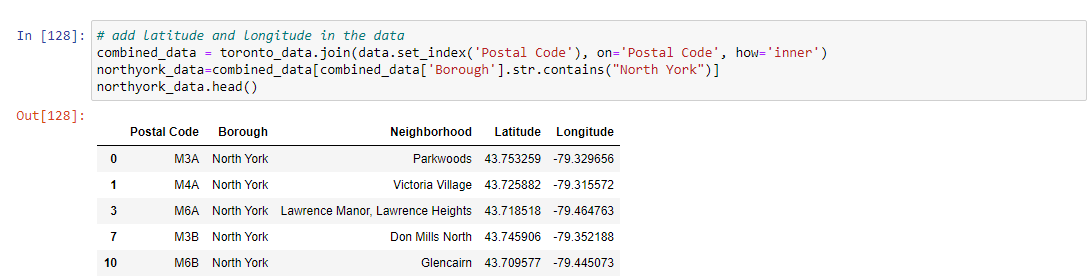 In [128]: # add latitude and longitude in the data
combined_data = toronto_data.join(data.set_index('Postal Code'), on='Postal Code', how='inner')
northyork_data=combined_data[combined_data['Borough'].str.contains("North York")]
northyork_data.head()
Out[128]:
Postal Code Borough Neighborhood Latitude Longitude
0 M3A North York Parkwoods 43.753259 -79.329656
1 M4A North York Victoria Village 43.725882 -79.315572
3 M6A North York Lawrence Manor, Lawrence Heights 43.718518 -79.464763
7 M3B North York Don Mills North 43.745906 -79.352188
10 M6B North York Glencairn 43.709577 -79.445073